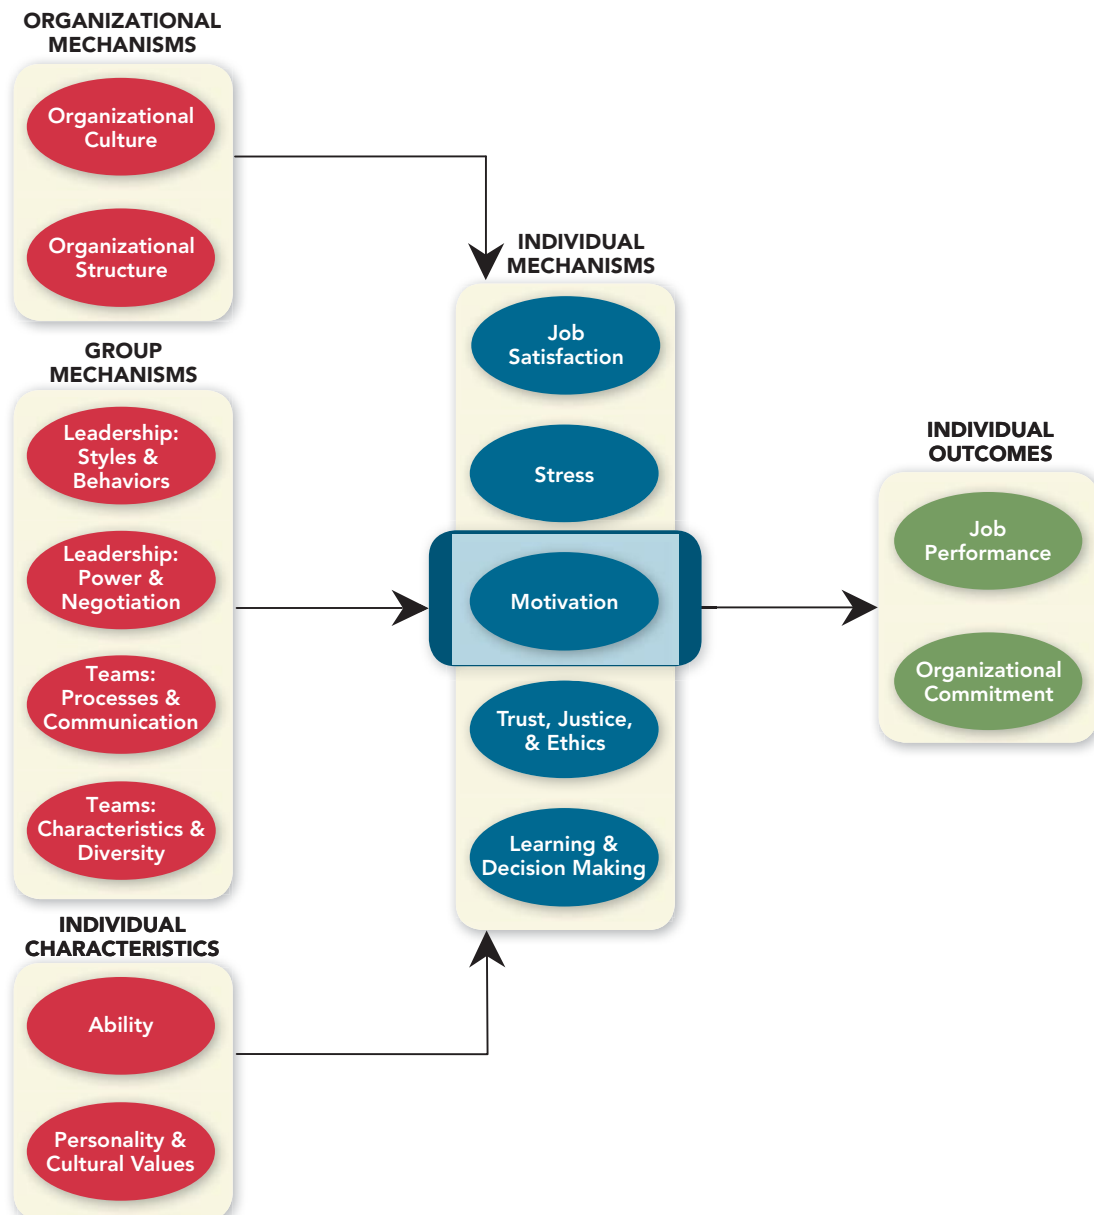 ORGANIZATIONAL
MECHANISMS
Organizational
Culture
Organizational
Structure
GROUP
MECHANISMS
Leadership:
Styles &
Behaviors
Leadership:
Power &
Negotiation
Teams:
Processes &
Communication
Teams:
Characteristics &
Diversity
INDIVIDUAL
CHARACTERISTICS
Ability
Personality &
Cultural Values
INDIVIDUAL
MECHANISMS
Job
Satisfaction
Stress
Motivation
Trust, Justice,
& Ethics
Learning &
Decision Making
INDIVIDUAL
OUTCOMES
Job
Performance
Organizational
Commitment